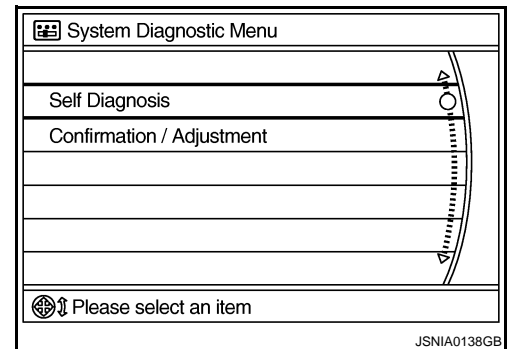 System Diagnostic Menu
Self Diagnosis
Confirmation / Adjustment
Please select an item
JSNIA0138GB